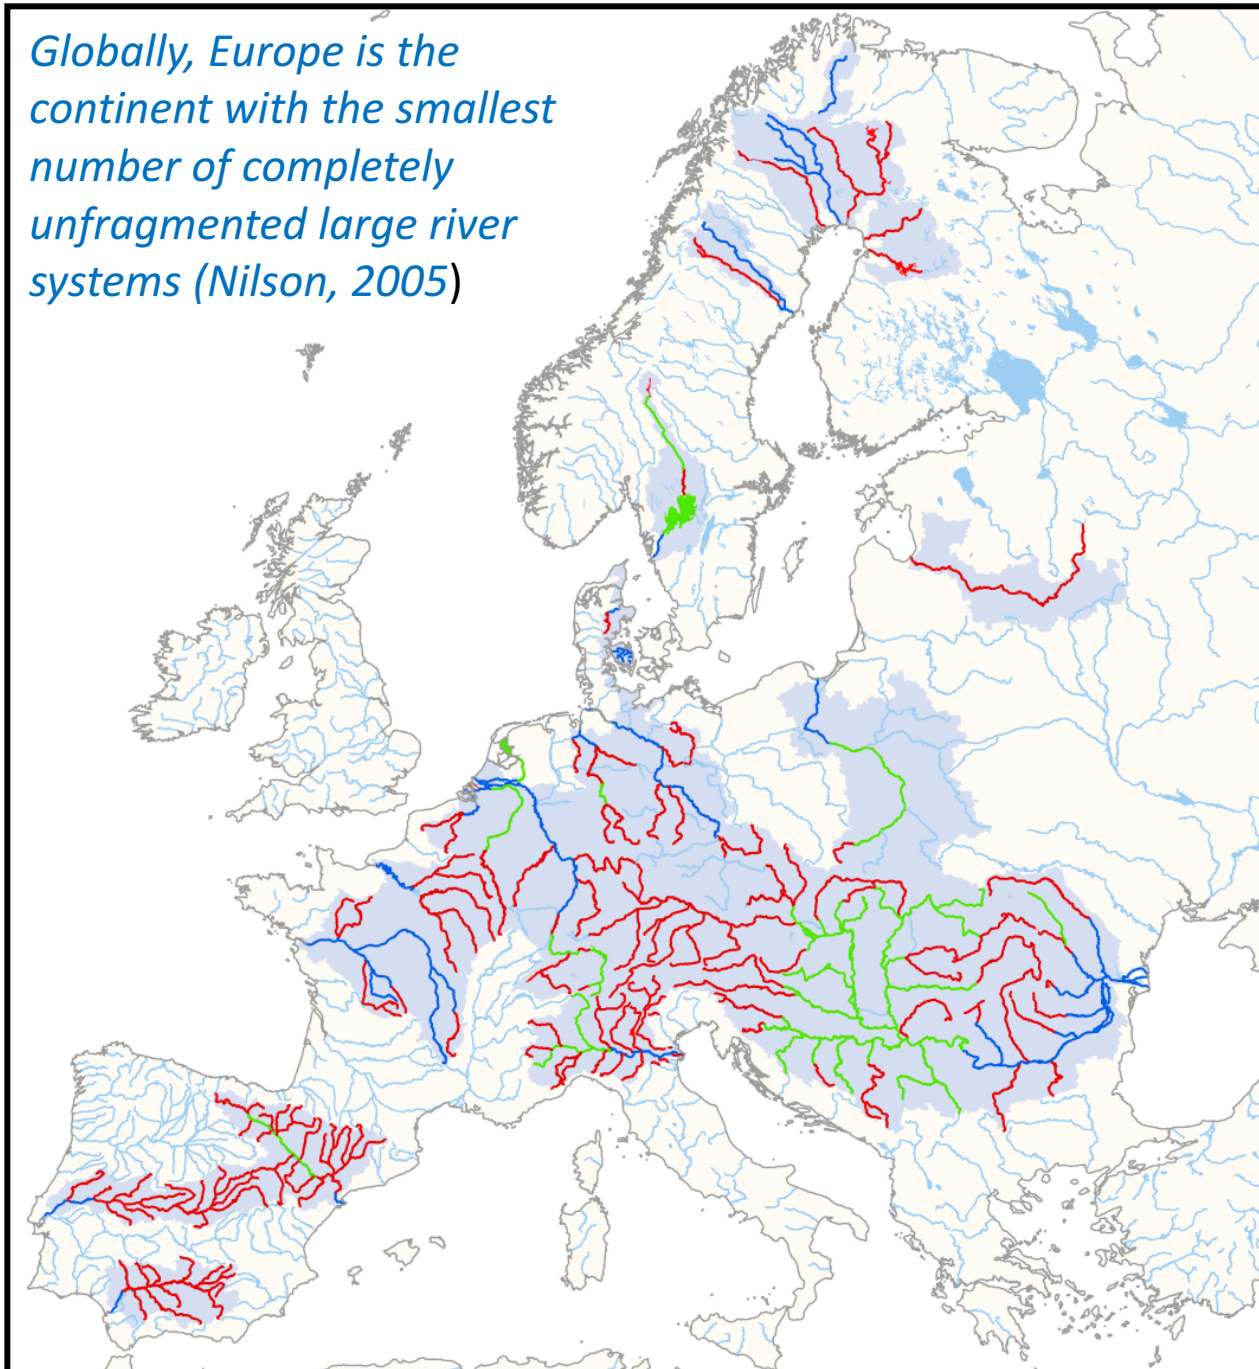 Globally, Europe is the
continent with the smallest
number of completely
unfragmented large river
systems (Nilson, 2005)